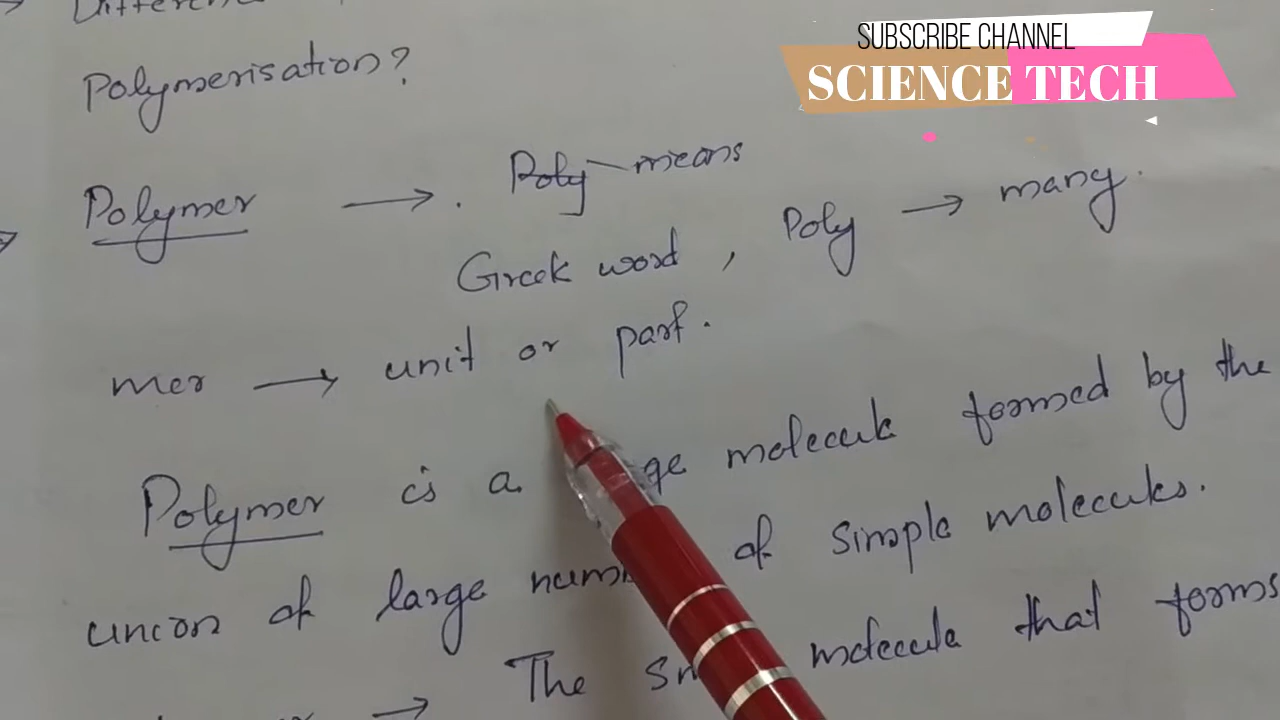 SUBSCRIBE CHANNEL
SCIENCE TECH
Polymerisation?
Polymer → . Poly means
Greek word , Poly → many.
mer → unit or part.
Polymer is a molecule formed by the
union of large of simple molecules.
→ The molecule that forms